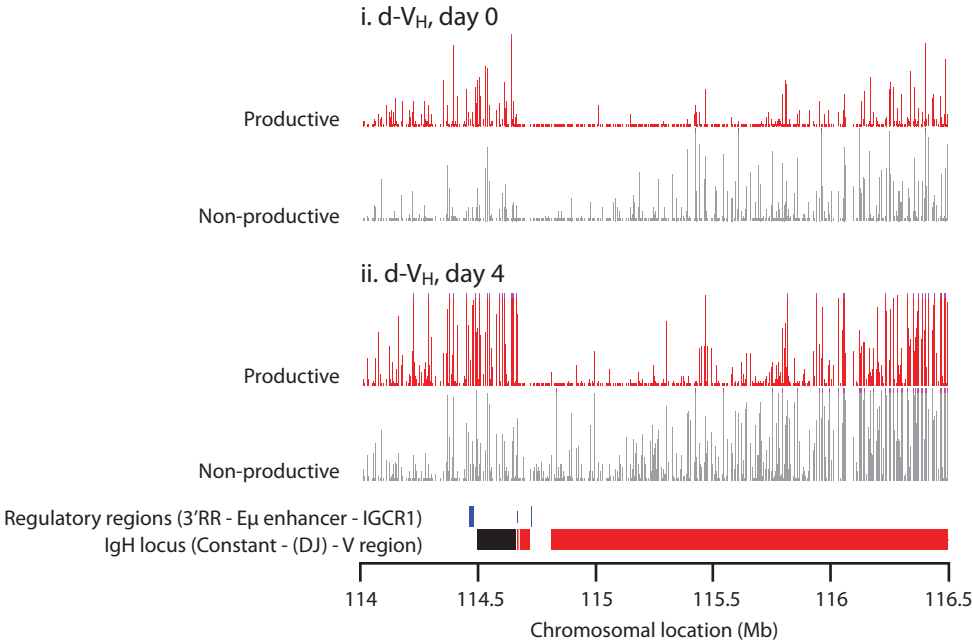 i. d-VH, day 0
Productive
Non-productive
ii. d-VH, day 4
Productive
Non-productive
Regulatory regions (3'RR - Eμ enhancer - IGCR1)
IgH locus (Constant - (DJ) - V region)
114 114.5 115 115.5 116 116.5
Chromosomal location (Mb)